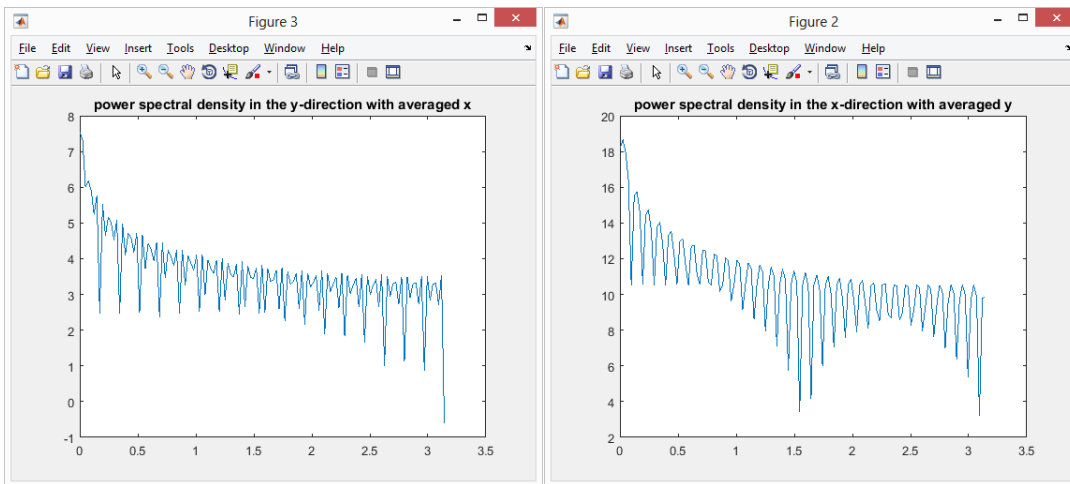 Figure 3
File Edit View Insert Tools Desktop Window Help
power spectral density in the y-direction with averaged x
8
7
6
5
4
3
2
1
0
-1
0 0.5 1 1.5 2 2.5 3 3.5
Figure 2
File Edit View Insert Tools Desktop Window Help
power spectral density in the x-direction with averaged y
20
18
16
14
12
10
8
6
4
2
0 0.5 1 1.5 2 2.5 3 3.5